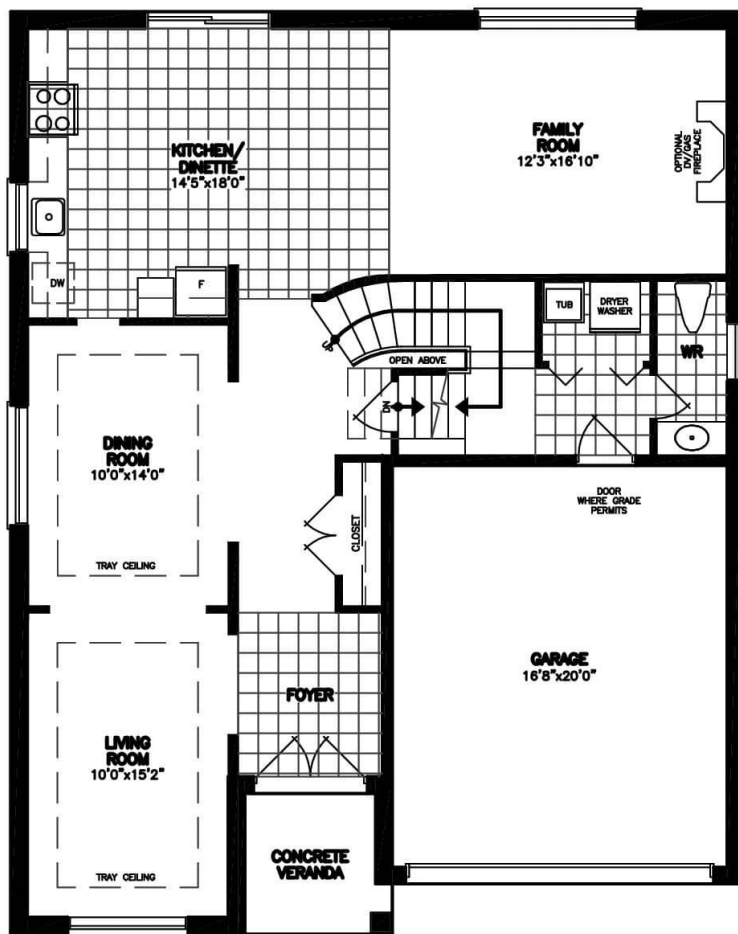 KITCHEN/
DINETTE
14'5"x18'0"
FAMILY
ROOM
12'3"x16'10"
OPTIONAL
DV/GAS
FIREPLACE
DW
F
UP
OPEN ABOVE
DN
TUB
DRYER
WASHER
WR
DINING
ROOM
10'0"x14'0"
TRAY CEILING
CLOSET
DOOR
WHERE GRADE
PERMITS
GARAGE
16'8"x20'0"
FOYER
LIVING
ROOM
10'0"x15'2"
TRAY CEILING
CONCRETE
VERANDA